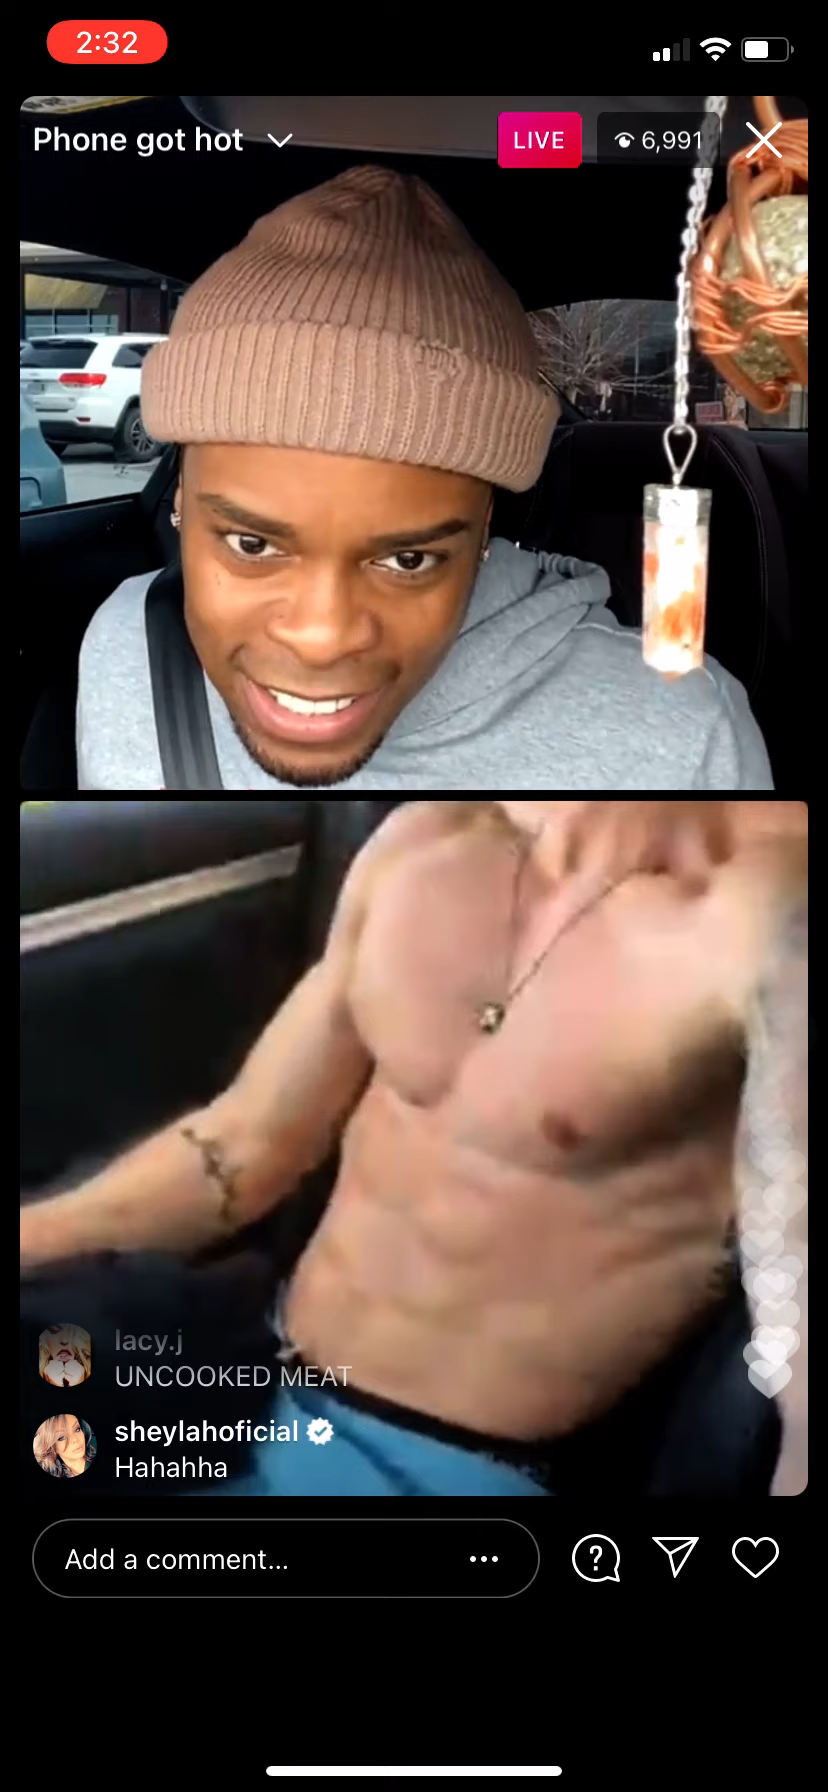 2:32
Phone got hot
LIVE
6,991
lacy.j
UNCOOKED MEAT
sheylahoficial
Hahahha
Add a comment...